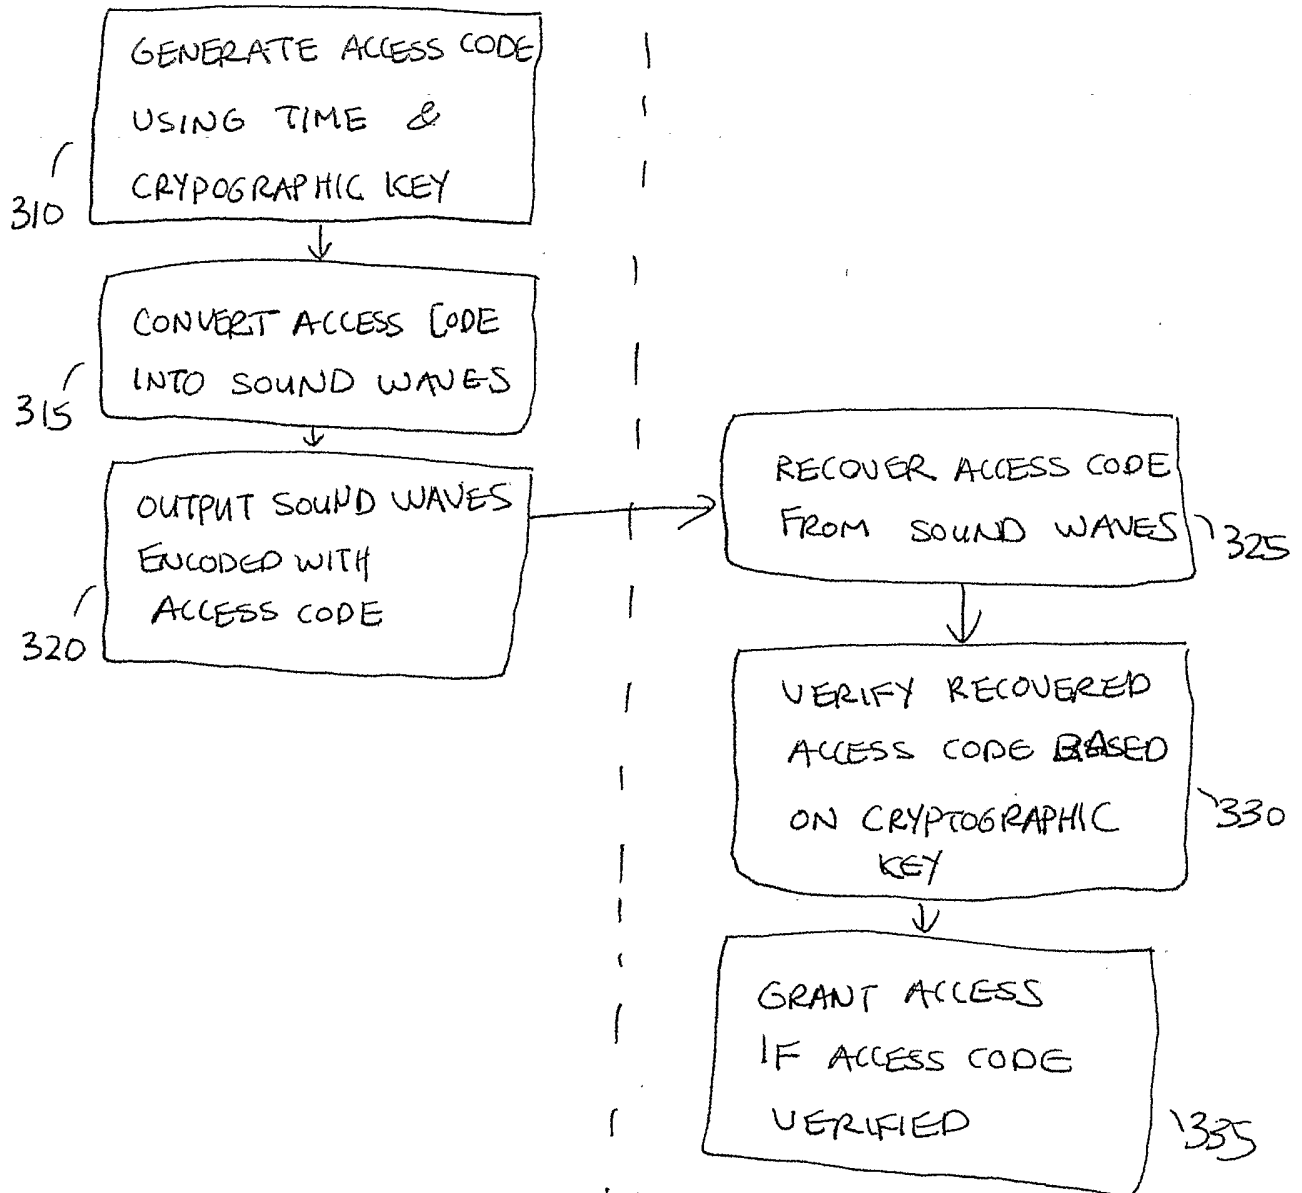 GENERATE ACCESS CODE
USING TIME &
CRYPOGRAPHIC KEY
310
CONVERT ACCESS CODE
INTO SOUND WAVES
315
OUTPUT SOUND WAVES
ENCODED WITH
ACCESS CODE
320
RECOVER ACCESS CODE
FROM SOUND WAVES
325
VERIFY RECOVERED
ACCESS CODE BASED
ON CRYPTOGRAPHIC
KEY
330
GRANT ACCESS
IF ACCESS CODE
VERIFIED
335